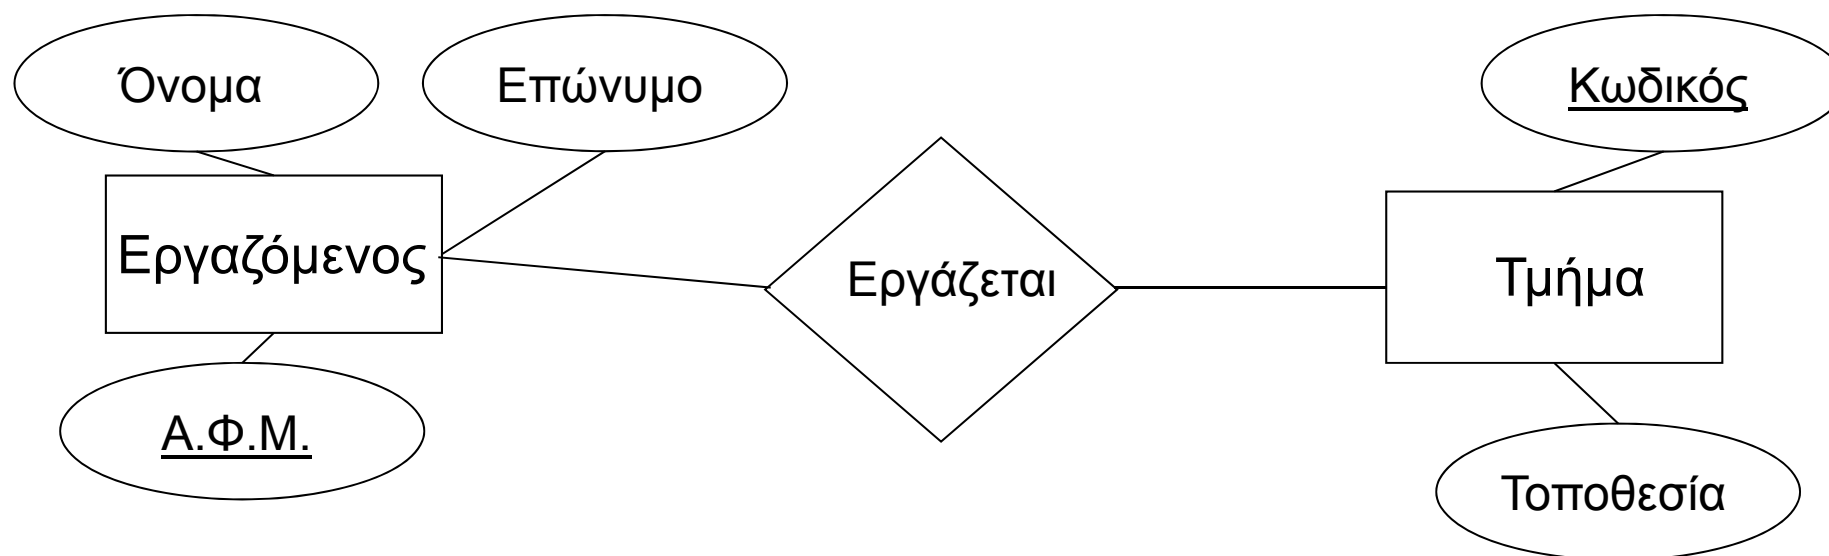 Όνομα
Επώνυμο
Κωδικός
Εργαζόμενος
Εργάζεται
Τμήμα
Α.Φ.Μ.
Τοποθεσία